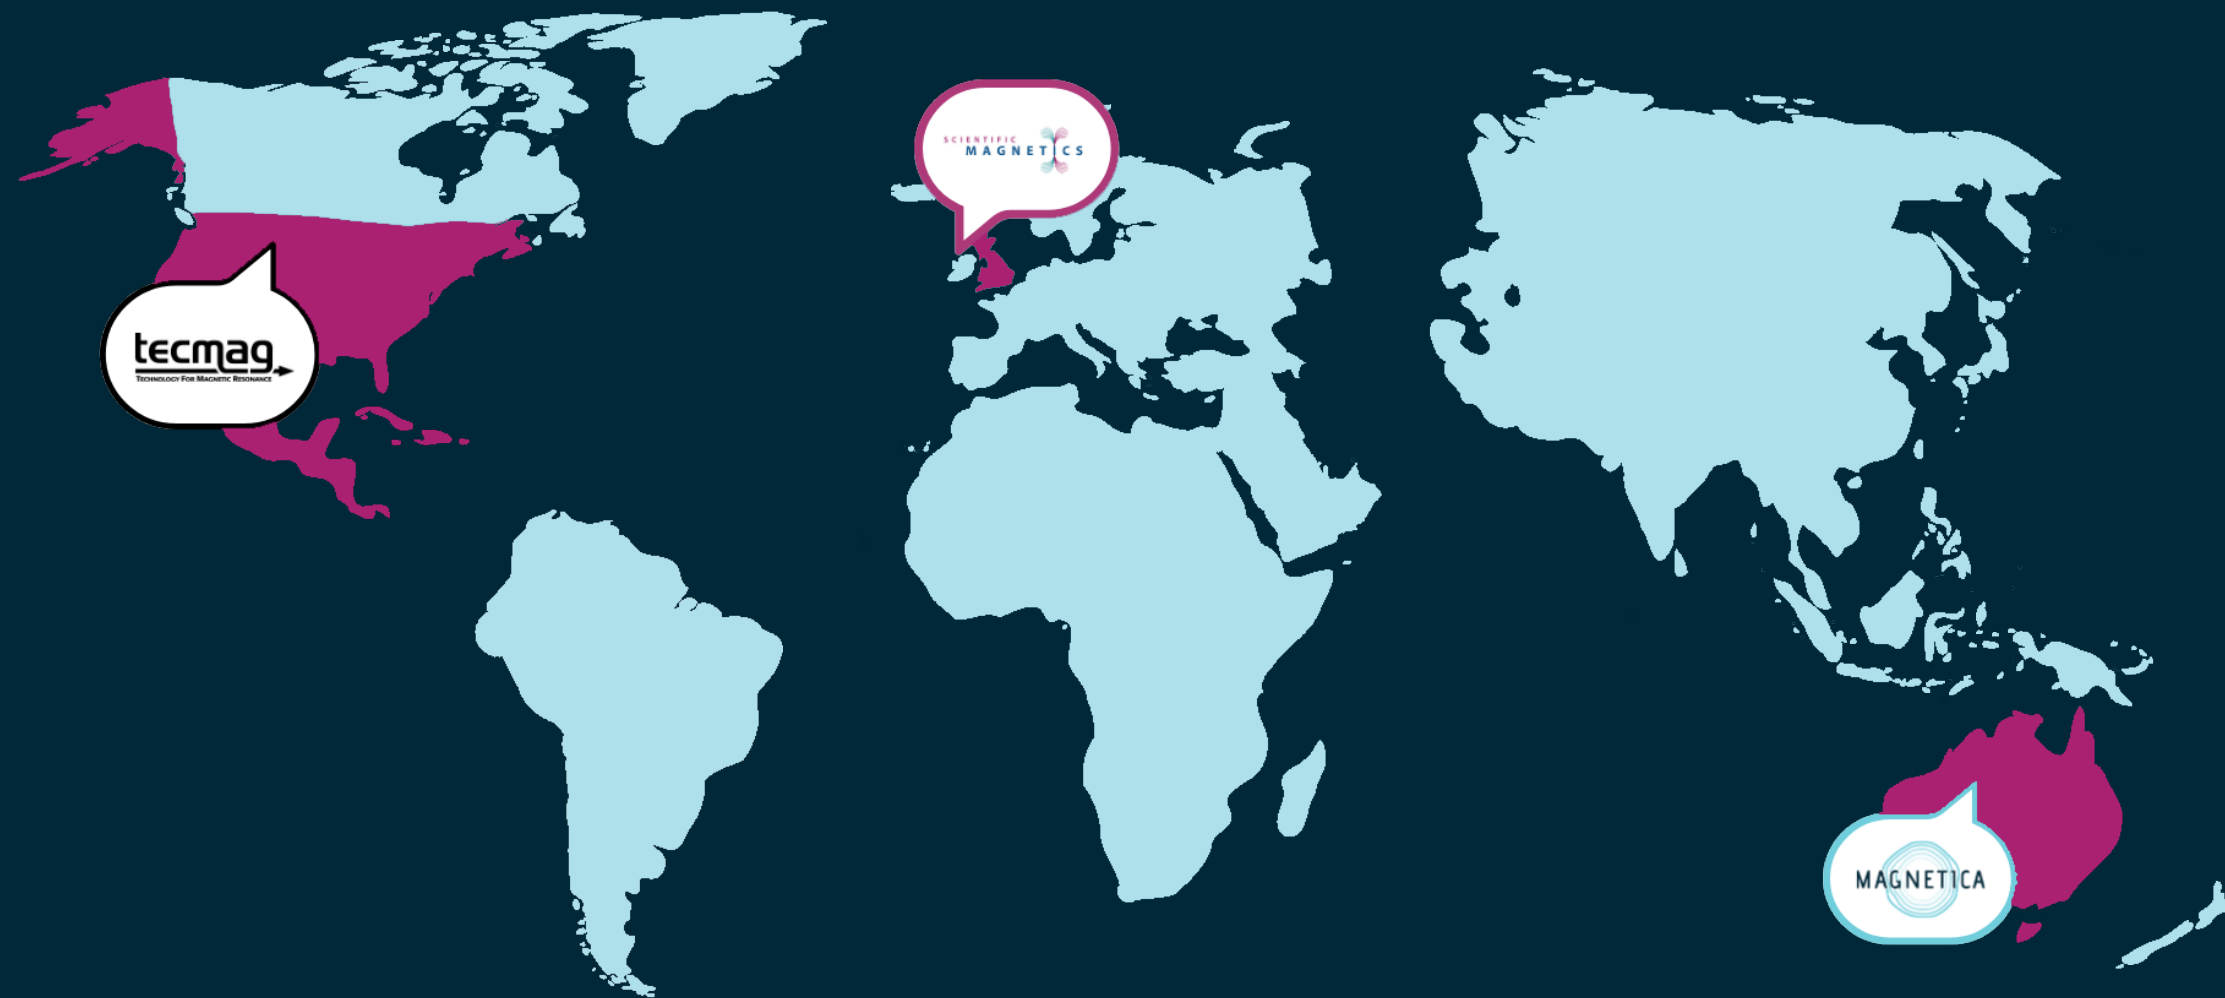 SCIENTIFIC
MAGNETICS
tecmag
TECHNOLOGY FOR MAGNETIC RESONANCE
MAGNETICA